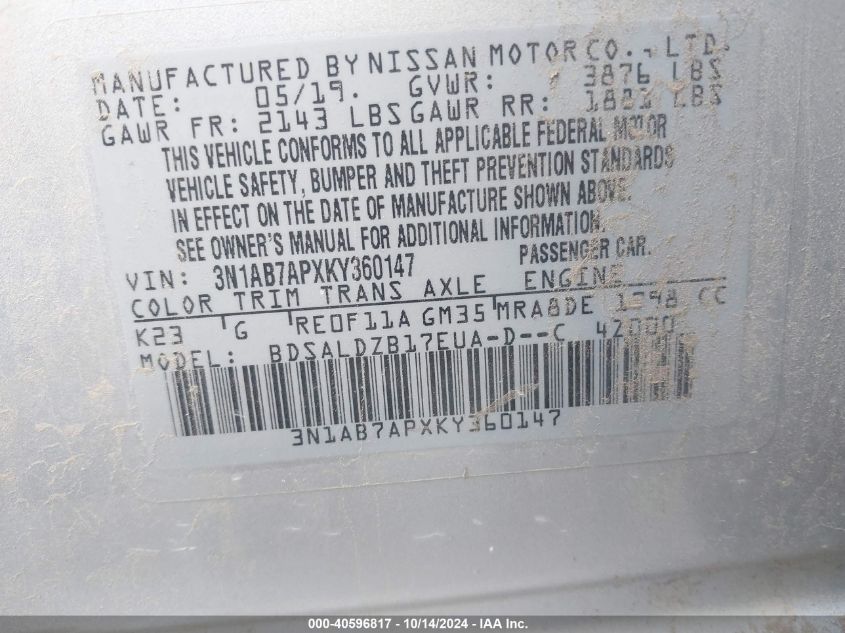 MANUFACTURED BY NISSAN MOTOR CO., LTD.
DATE: 05/19. GVWR: 3876 LBS
GAWR FR: 2143 LBS GAWR RR: 1881 LBS
THIS VEHICLE CONFORMS TO ALL APPLICABLE FEDERAL MOTOR
VEHICLE SAFETY, BUMPER AND THEFT PREVENTION STANDARDS
IN EFFECT ON THE DATE OF MANUFACTURE SHOWN ABOVE.
SEE OWNER'S MANUAL FOR ADDITIONAL INFORMATION.
VIN: 3N1AB7APXKY360147 PASSENGER CAR.
COLOR TRIM TRANS AXLE ENGINE
K23 G RE0F11A GM35 MRA8DE 1798 CC
MODEL: BDSALDZB17EUA-D--C 42000
3N1AB7APXKY360147
000-40596817 - 10/14/2024 - IAA Inc.